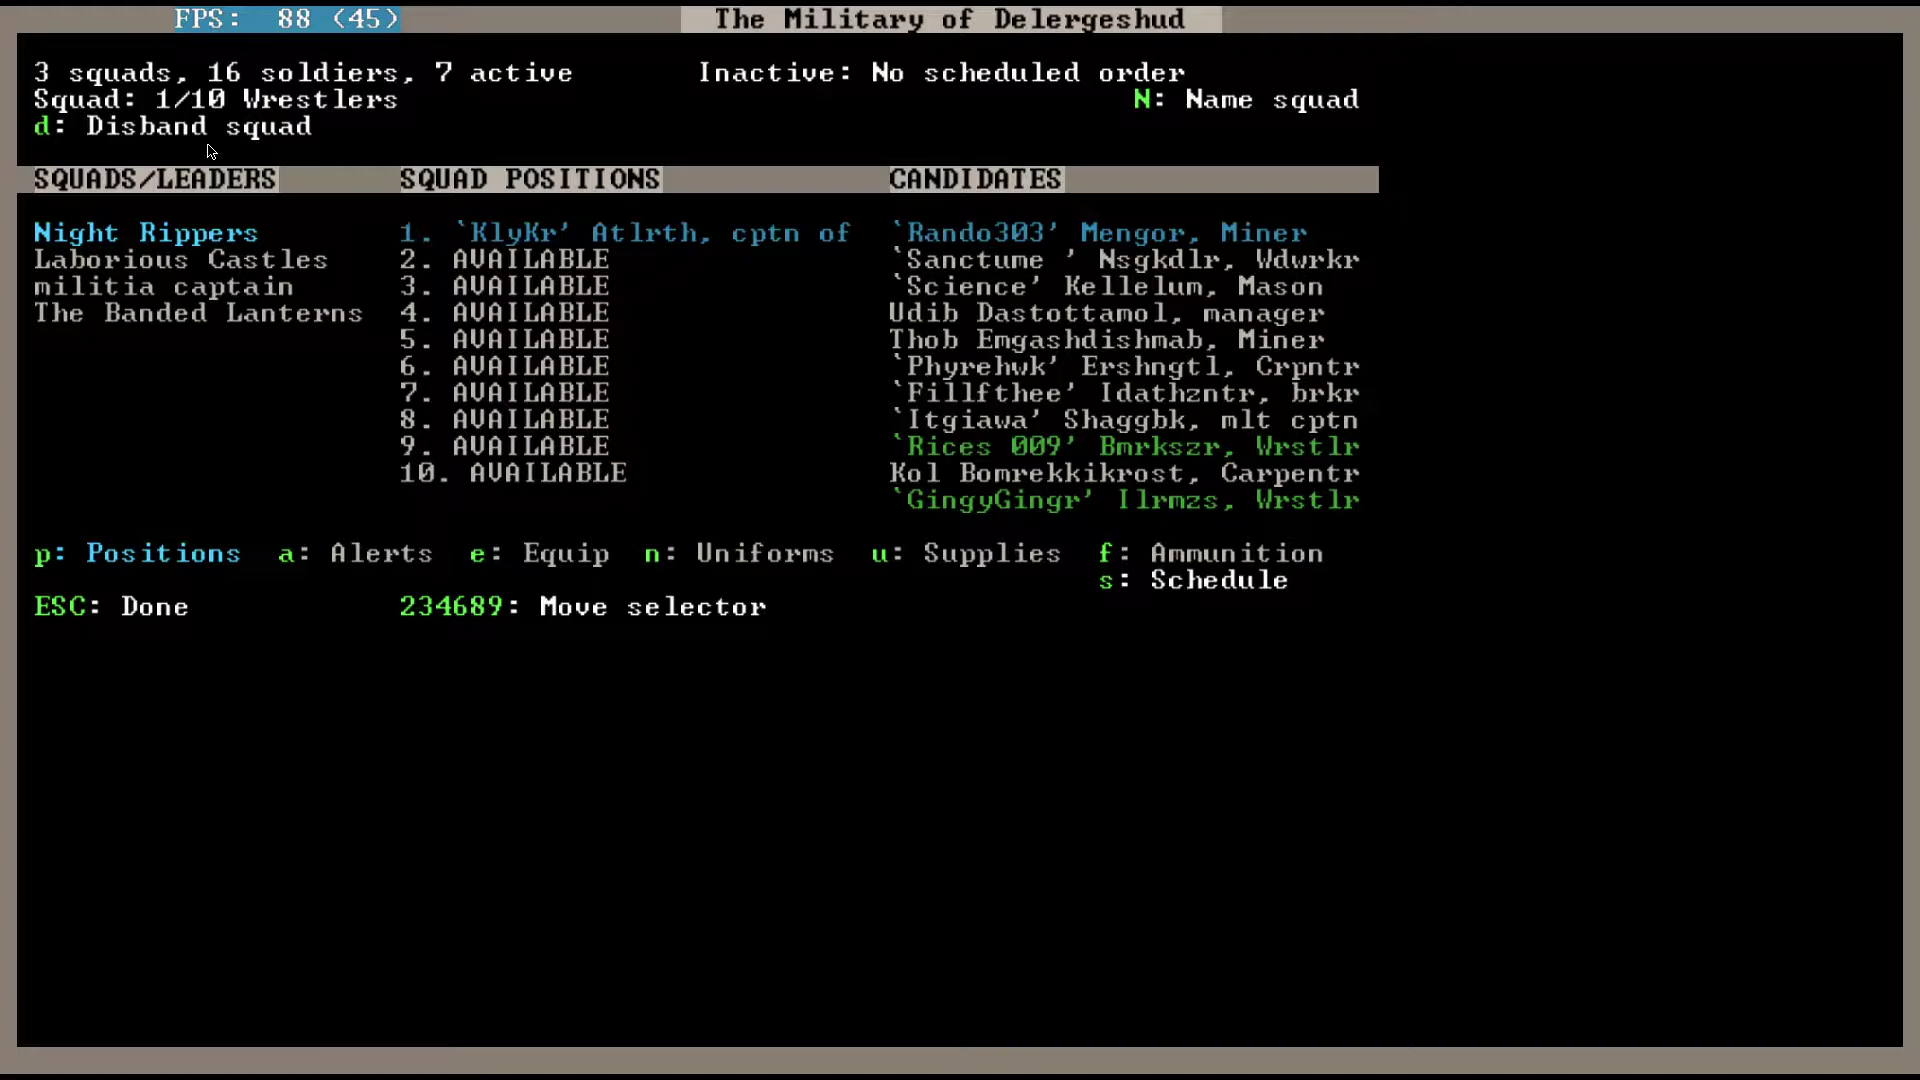 FPS: 88 (45) The Military of Delergeshud
3 squads, 16 soldiers, 7 active Inactive: No scheduled order
Squad: 1/10 Wrestlers N: Name squad
d: Disband squad
SQUADS/LEADERS SQUAD POSITIONS CANDIDATES
Night Rippers 1. `KlyKr' Atlrth, cptn of `Rando303' Mengor, Miner
Laborious Castles 2. AVAILABLE `Sanctume ' Nsgkdlr, Wdwrkr
militia captain 3. AVAILABLE `Science' Kellelum, Mason
The Banded Lanterns 4. AVAILABLE Udib Dastottamol, manager
5. AVAILABLE Thob Emgashdishmab, Miner
6. AVAILABLE `Phyrehwk' Ershngtl, Crpntr
7. AVAILABLE `Fillfthee' Idathzntr, brkr
8. AVAILABLE `Itgiawa' Shaggbk, mlt cptn
9. AVAILABLE `Rices 009' Bmrkszr, Wrstlr
10. AVAILABLE Kol Bomrekkikrost, Carpentr
`GingyGingr' Ilrmzs, Wrstlr
p: Positions a: Alerts e: Equip n: Uniforms u: Supplies f: Ammunition
s: Schedule
ESC: Done 234689: Move selector